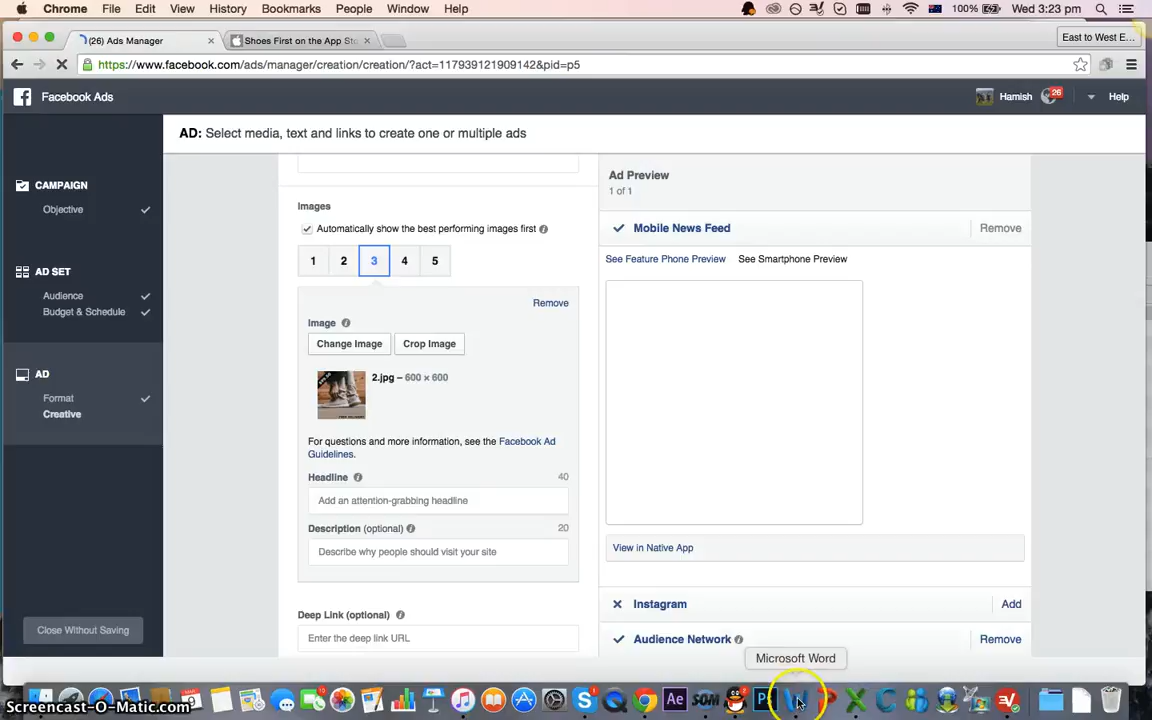 Chrome File Edit View History Bookmarks People Window Help 100% Wed 3:23 pm
(26) Ads Manager Shoes First on the App Sto East to West E...
https://www.facebook.com/ads/manager/creation/creation/?act=117939121909142&pid=p5
Facebook Ads Hamish 26 Help
AD: Select media, text and links to create one or multiple ads
CAMPAIGN
Objective
AD SET
Audience
Budget & Schedule
AD
Format
Creative
Close Without Saving
Images
Automatically show the best performing images first
1 2 3 4 5
Remove
Image
Change Image Crop Image
2.jpg – 600 × 600
For questions and more information, see the Facebook Ad
Guidelines.
Headline 40
Add an attention-grabbing headline
Description (optional) 20
Describe why people should visit your site
Deep Link (optional)
Enter the deep link URL
Ad Preview
1 of 1
Mobile News Feed Remove
See Feature Phone Preview See Smartphone Preview
View in Native App
Instagram Add
Audience Network Remove
Microsoft Word
Screencast-O-Matic.com